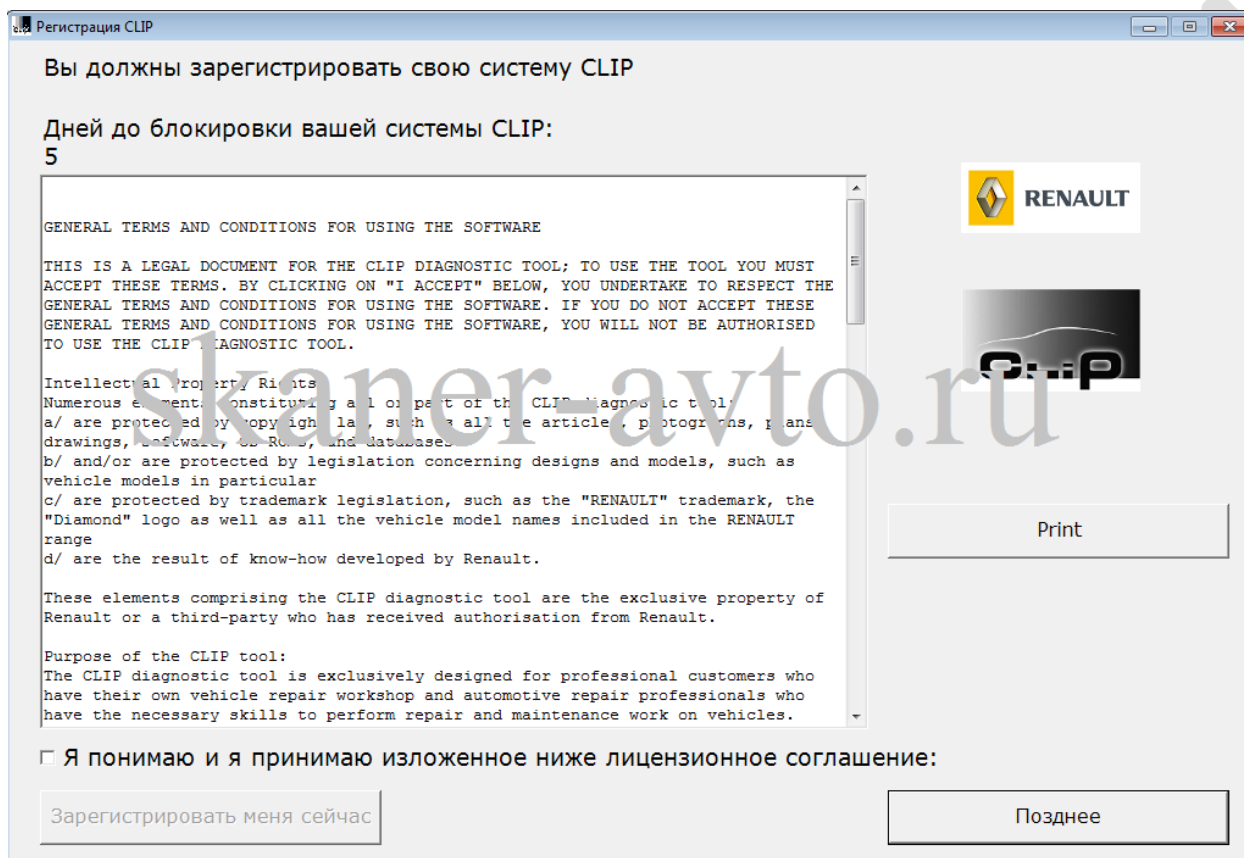 Регистрация CLIP
Вы должны зарегистрировать свою систему CLIP
Дней до блокировки вашей системы CLIP:
5
GENERAL TERMS AND CONDITIONS FOR USING THE SOFTWARE
THIS IS A LEGAL DOCUMENT FOR THE CLIP DIAGNOSTIC TOOL; TO USE THE TOOL YOU MUST
ACCEPT THESE TERMS. BY CLICKING ON "I ACCEPT" BELOW, YOU UNDERTAKE TO RESPECT THE
GENERAL TERMS AND CONDITIONS FOR USING THE SOFTWARE. IF YOU DO NOT ACCEPT THESE
GENERAL TERMS AND CONDITIONS FOR USING THE SOFTWARE, YOU WILL NOT BE AUTHORISED
TO USE THE CLIP DIAGNOSTIC TOOL.
Intellectual Property Rights
Numerous elements constituting all or part of the CLIP diagnostic tool:
a/ are protected by copyright law, such as all the articles, photographs, plans
drawings, software, CD-ROMs, and databases
b/ and/or are protected by legislation concerning designs and models, such as
vehicle models in particular
c/ are protected by trademark legislation, such as the "RENAULT" trademark, the
"Diamond" logo as well as all the vehicle model names included in the RENAULT
range
d/ are the result of know-how developed by Renault.
These elements comprising the CLIP diagnostic tool are the exclusive property of
Renault or a third-party who has received authorisation from Renault.
Purpose of the CLIP tool:
The CLIP diagnostic tool is exclusively designed for professional customers who
have their own vehicle repair workshop and automotive repair professionals who
have the necessary skills to perform repair and maintenance work on vehicles.
RENAULT
CLiP
skaner-avto.ru
Print
Я понимаю и я принимаю изложенное ниже лицензионное соглашение:
Зарегистрировать меня сейчас
Позднее